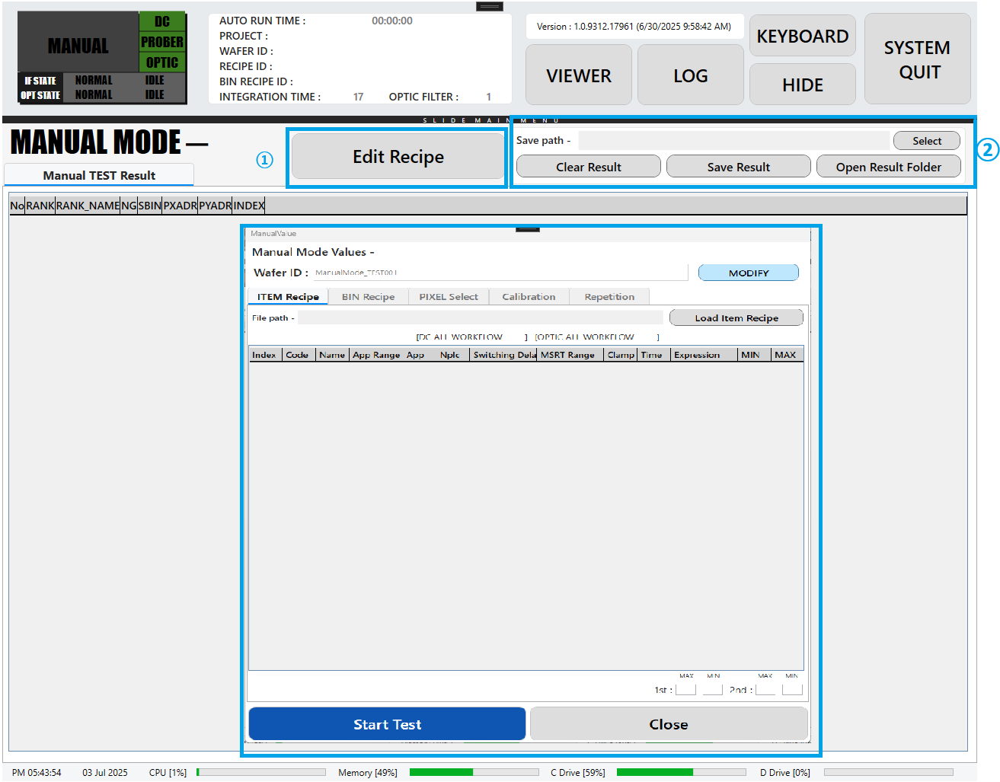 MANUAL
DC
PROBER
OPTIC
IF STATE NORMAL IDLE
OPT STATE NORMAL IDLE
AUTO RUN TIME : 00:00:00
PROJECT :
WAFER ID :
RECIPE ID :
BIN RECIPE ID :
INTEGRATION TIME : 17 OPTIC FILTER : 1
Version : 1.0.9312.17961 (6/30/2025 9:58:42 AM)
VIEWER
LOG
KEYBOARD
HIDE
SYSTEM
QUIT
SLIDE MAIN MENU
MANUAL MODE —
①
Edit Recipe
Save path -
Select
②
Clear Result
Save Result
Open Result Folder
Manual TEST Result
No RANK RANK_NAME NG SBIN PXADR PYADR INDEX
ManualValue
Manual Mode Values -
Wafer ID : ManualMode_TEST001 MODIFY
ITEM Recipe BIN Recipe PIXEL Select Calibration Repetition
File path - Load Item Recipe
[DC ALL WORKFLOW ] [OPTIC ALL WORKFLOW ]
Index Code Name App Range App Nplc Switching Dela MSRT Range Clamp Time Expression MIN MAX
MAX MIN MAX MIN
1st : 2nd :
Start Test
Close
PM 05:43:54 03 Jul 2025 CPU [1%] Memory [49%] C Drive [59%] D Drive [0%]